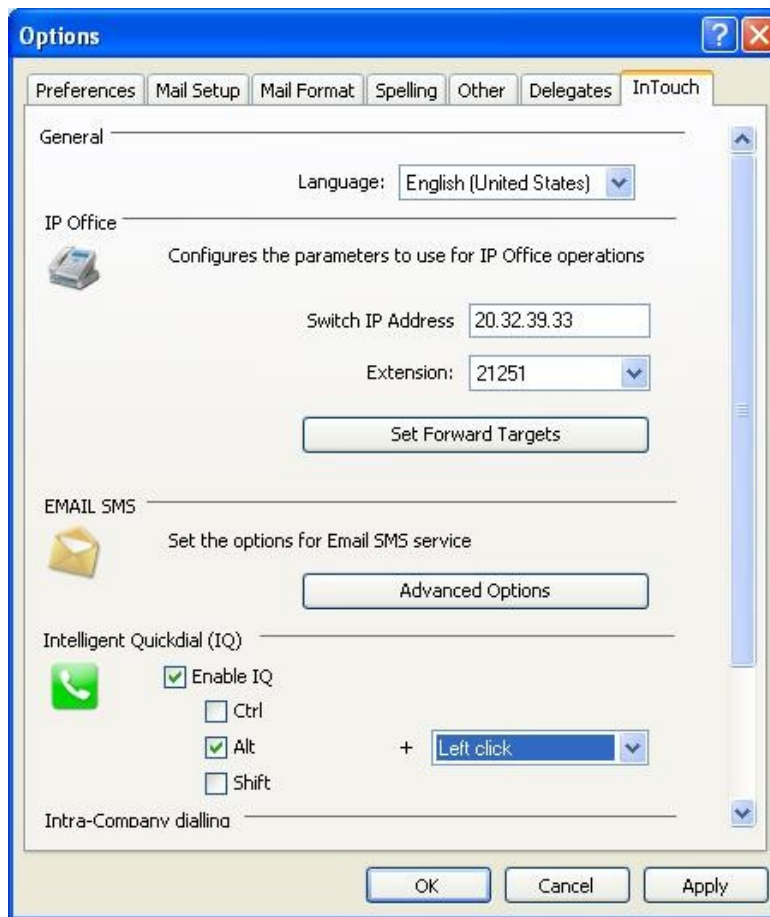 Options
Preferences Mail Setup Mail Format Spelling Other Delegates InTouch
General
Language: English (United States)
IP Office
Configures the parameters to use for IP Office operations
Switch IP Address 20.32.39.33
Extension: 21251
Set Forward Targets
EMAIL SMS
Set the options for Email SMS service
Advanced Options
Intelligent Quickdial (IQ)
Enable IQ
Ctrl
Alt + Left click
Shift
Intra-Company dialling
OK Cancel Apply